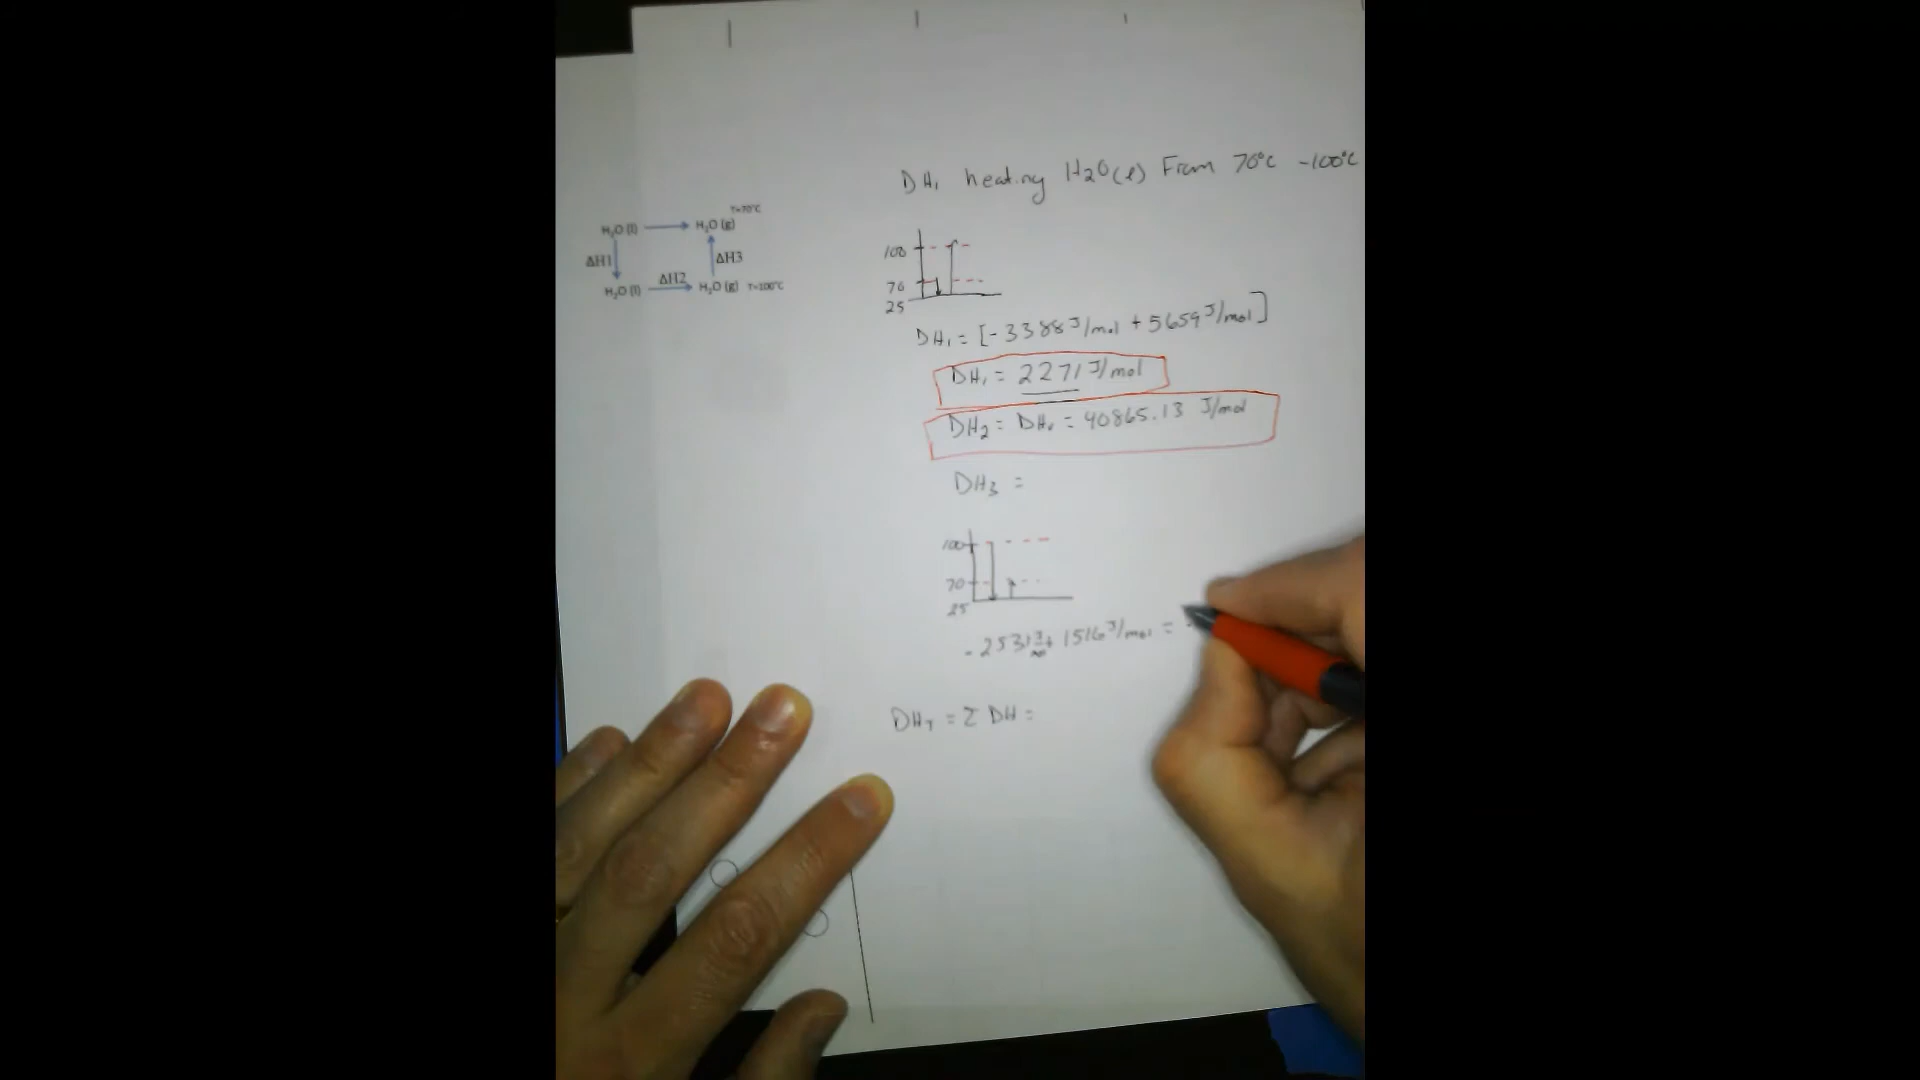 DH₁ heating H₂O(l) From 70°C -100°C
T=70°C
H₂O (l) → H₂O (g)
ΔH1 ΔH3
ΔH2
H₂O (l) → H₂O (g) T=100°C
100
70
25
DH₁ = [-3388 J/mol + 5659 J/mol]
DH₁ = 2271 J/mol
DH₂ = DHᵥ = 40865.13 J/mol
DH₃ =
100
70
25
- 2531 + 1516 J/mol =
DH_T = Σ DH =